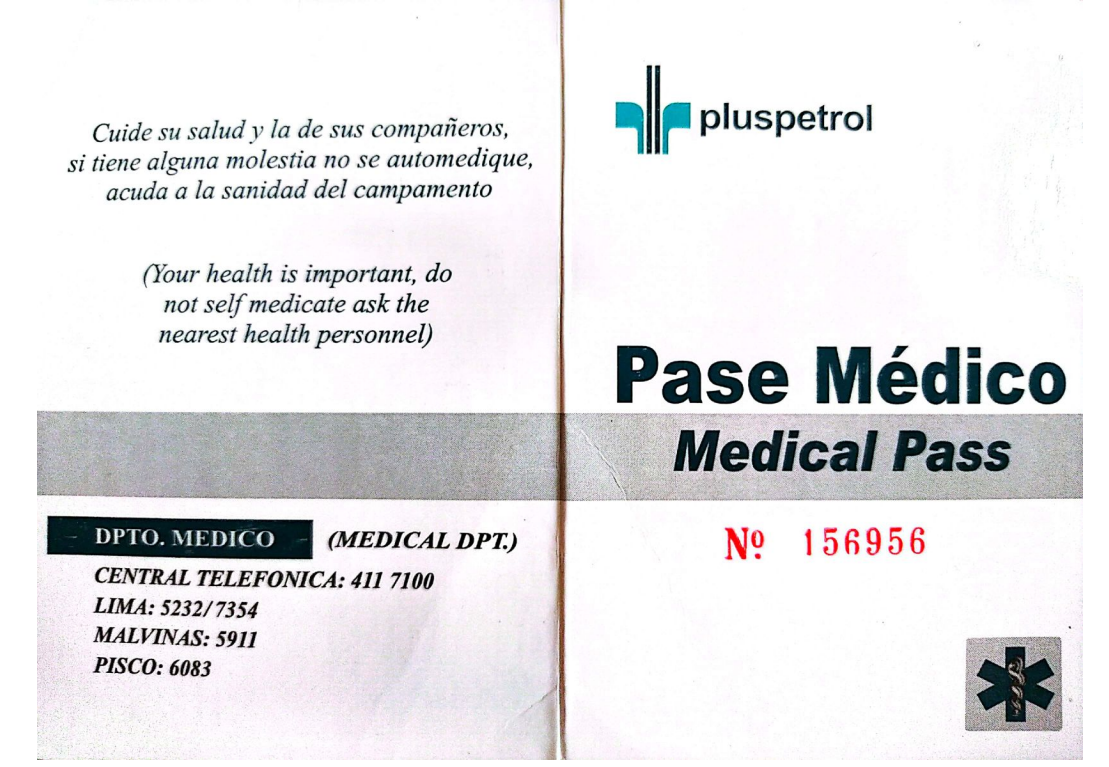 Cuide su salud y la de sus compañeros,
si tiene alguna molestia no se automedique,
acuda a la sanidad del campamento
(Your health is important, do
not self medicate ask the
nearest health personnel)
DPTO. MEDICO (MEDICAL DPT.)
CENTRAL TELEFONICA: 411 7100
LIMA: 5232/7354
MALVINAS: 5911
PISCO: 6083
pluspetrol
Pase Médico
Medical Pass
Nº 156956